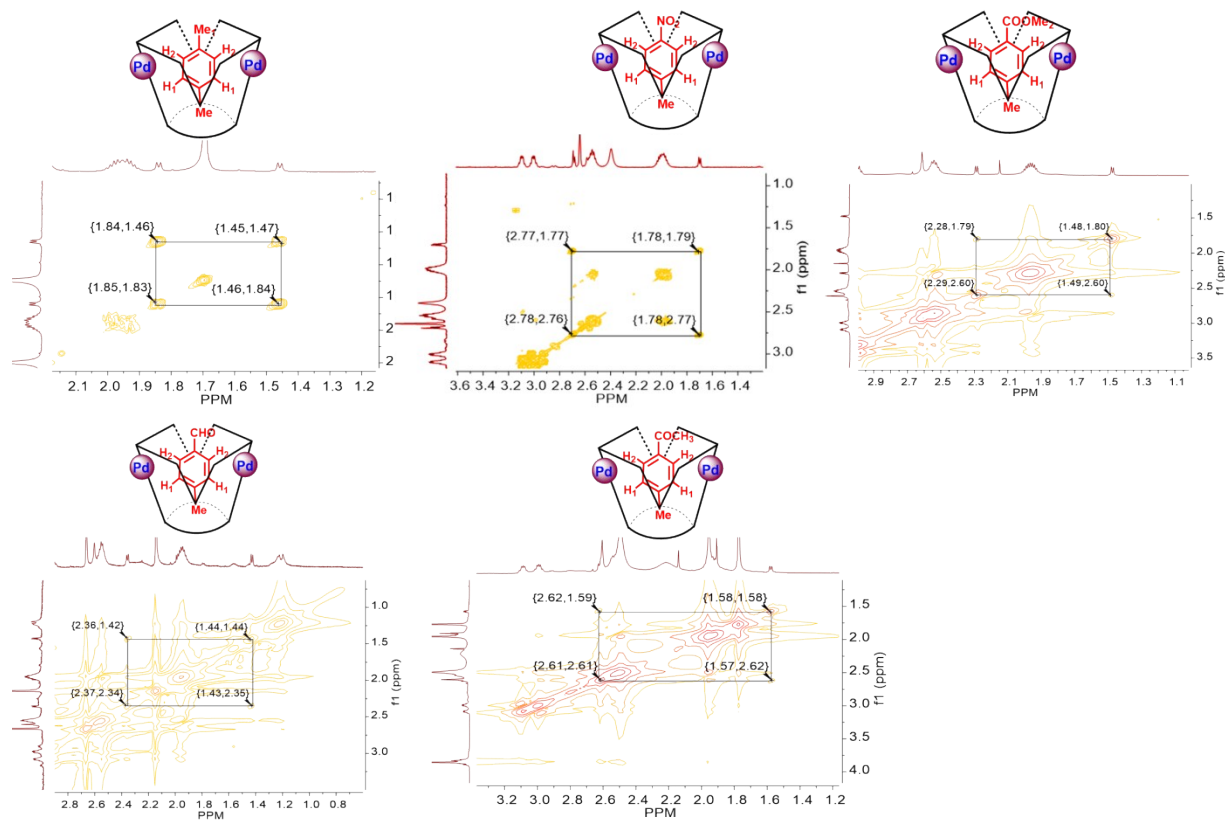 Me
H2 H2
Pd Pd
H1 H1
Me
{1.84,1.46} {1.45,1.47}
{1.85,1.83} {1.46,1.84}
1
1
1
1
2
2
2.1 2.0 1.9 1.8 1.7 1.6 1.5 1.4 1.3 1.2
PPM
NO2
H2 H2
Pd Pd
H1 H1
Me
{2.77,1.77} {1.78,1.79}
{2.78,2.76} {1.78,2.77}
1.0
1.5
2.0
2.5
3.0
f1 (ppm)
3.6 3.4 3.2 3.0 2.8 2.6 2.4 2.2 2.0 1.8 1.6 1.4
PPM
COOMe2
H2 H2
Pd Pd
H1 H1
Me
{2.28,1.79} {1.48,1.80}
{2.29,2.60} {1.49,2.60}
1.5
2.0
2.5
3.0
3.5
f1 (ppm)
2.9 2.7 2.5 2.3 2.1 1.9 1.7 1.5 1.3 1.1
PPM
CHO
H2 H2
Pd Pd
H1 H1
Me
{2.36,1.42} {1.44,1.44}
{2.37,2.34} {1.43,2.35}
1.0
1.5
2.0
2.5
3.0
f1 (ppm)
2.8 2.6 2.4 2.2 2.0 1.8 1.6 1.4 1.2 1.0 0.8
PPM
COCH3
H2 H2
Pd Pd
H1 H1
Me
{2.62,1.59} {1.58,1.58}
{2.61,2.61} {1.57,2.62}
1.5
2.0
2.5
3.0
3.5
4.0
f1 (ppm)
3.2 3.0 2.8 2.6 2.4 2.2 2.0 1.8 1.6 1.4 1.2
PPM